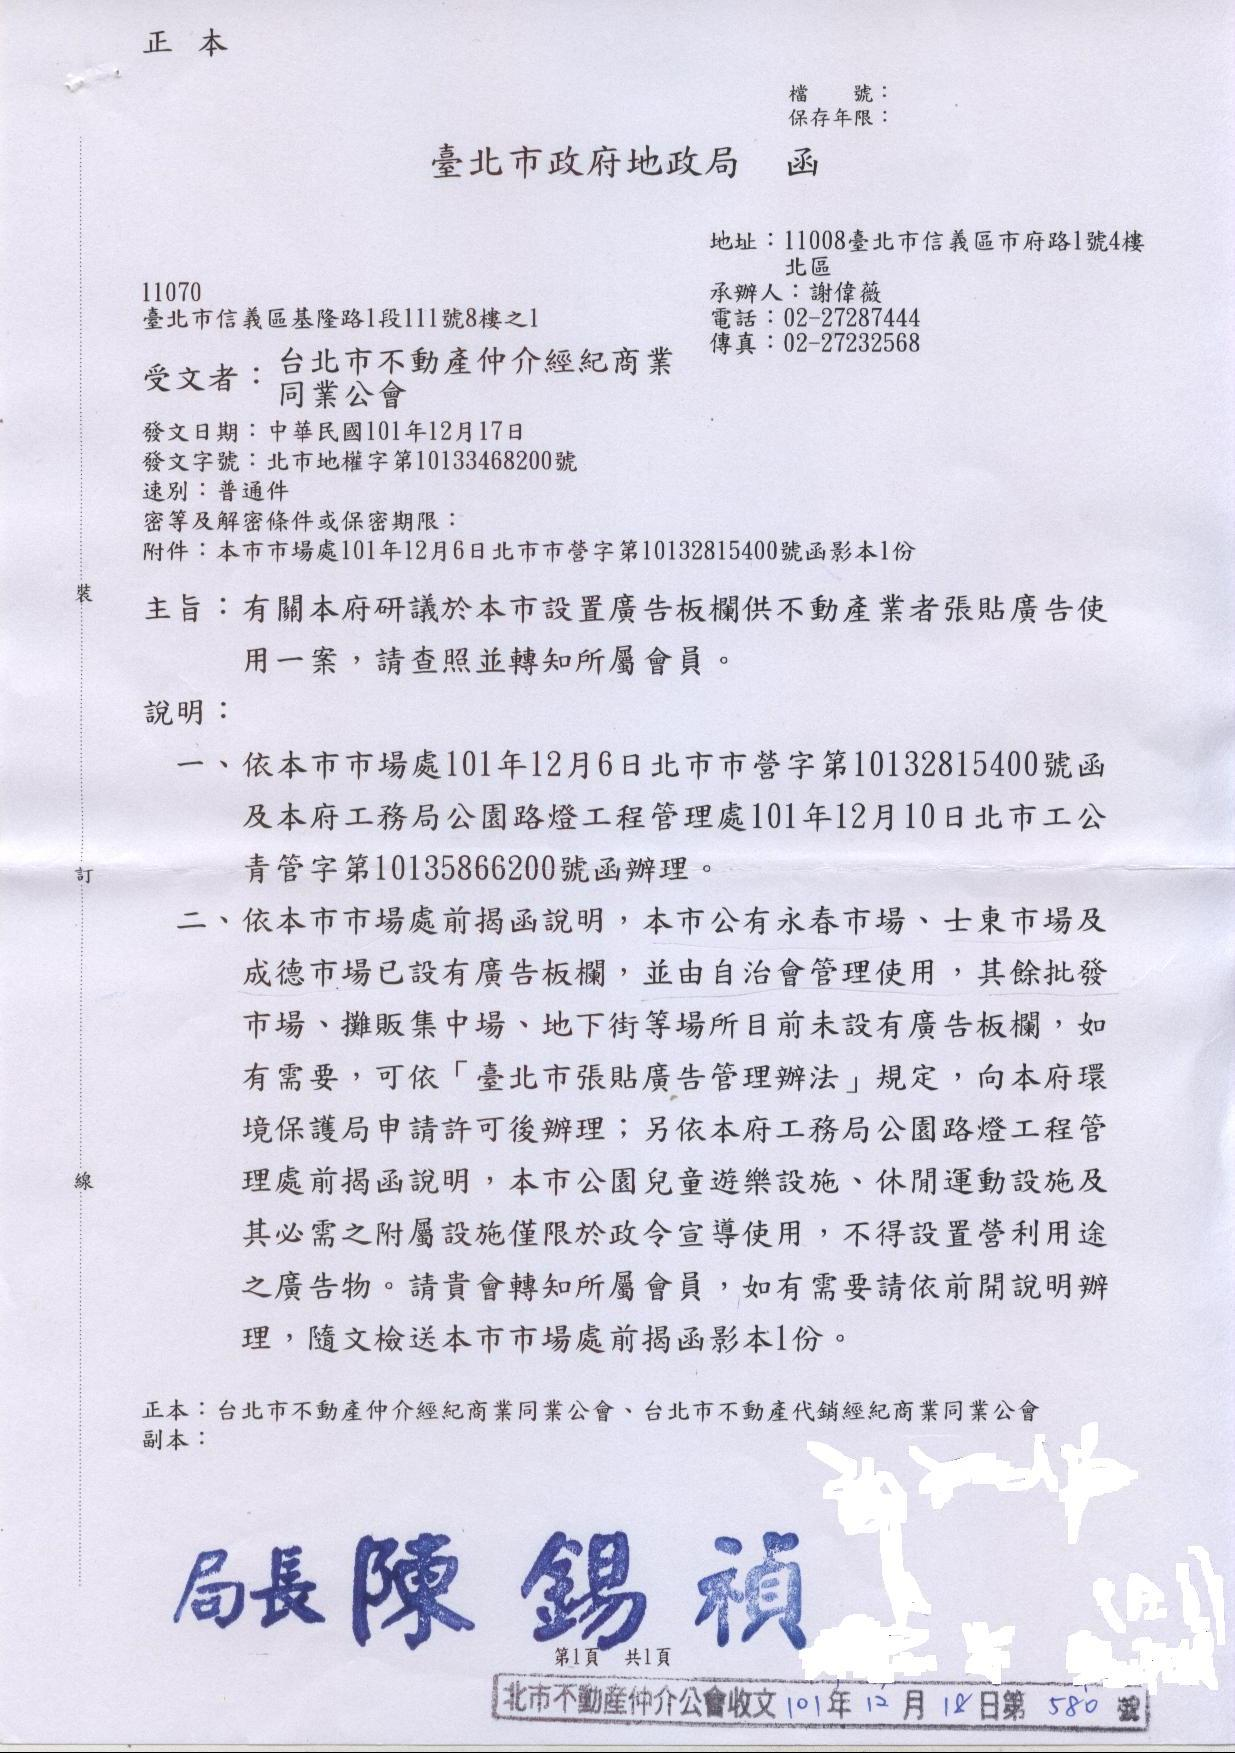 正 本
檔 號：
保存年限：
臺北市政府地政局 函
地址：11008臺北市信義區市府路1號4樓
北區
承辦人：謝偉薇
電話：02-27287444
傳真：02-27232568
11070
臺北市信義區基隆路1段111號8樓之1
受文者：台北市不動產仲介經紀商業
同業公會
發文日期：中華民國101年12月17日
發文字號：北市地權字第10133468200號
速別：普通件
密等及解密條件或保密期限：
附件：本市市場處101年12月6日北市市營字第10132815400號函影本1份
主旨：有關本府研議於本市設置廣告板欄供不動產業者張貼廣告使
用一案，請查照並轉知所屬會員。
說明：
一、依本市市場處101年12月6日北市市營字第10132815400號函
及本府工務局公園路燈工程管理處101年12月10日北市工公
青管字第10135866200號函辦理。
二、依本市市場處前揭函說明，本市公有永春市場、士東市場及
成德市場已設有廣告板欄，並由自治會管理使用，其餘批發
市場、攤販集中場、地下街等場所目前未設有廣告板欄，如
有需要，可依「臺北市張貼廣告管理辦法」規定，向本府環
境保護局申請許可後辦理；另依本府工務局公園路燈工程管
理處前揭函說明，本市公園兒童遊樂設施、休閒運動設施及
其必需之附屬設施僅限於政令宣導使用，不得設置營利用途
之廣告物。請貴會轉知所屬會員，如有需要請依前開說明辦
理，隨文檢送本市市場處前揭函影本1份。
裝
訂
線
正本：台北市不動產仲介經紀商業同業公會、台北市不動產代銷經紀商業同業公會
副本：
局長 陳錫禎
第1頁 共1頁
北市不動產仲介公會收文101年12月18日第580號